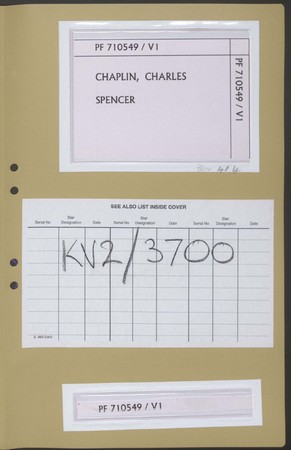 PF 710549 / V1
PF 710549 / V1
CHAPLIN, CHARLES
SPENCER
SEE ALSO LIST INSIDE COVER
Serial No Star Designation Date Serial No Star Designation Date Serial No Star Designation Date
KV2/3700
PF 710549 / V1